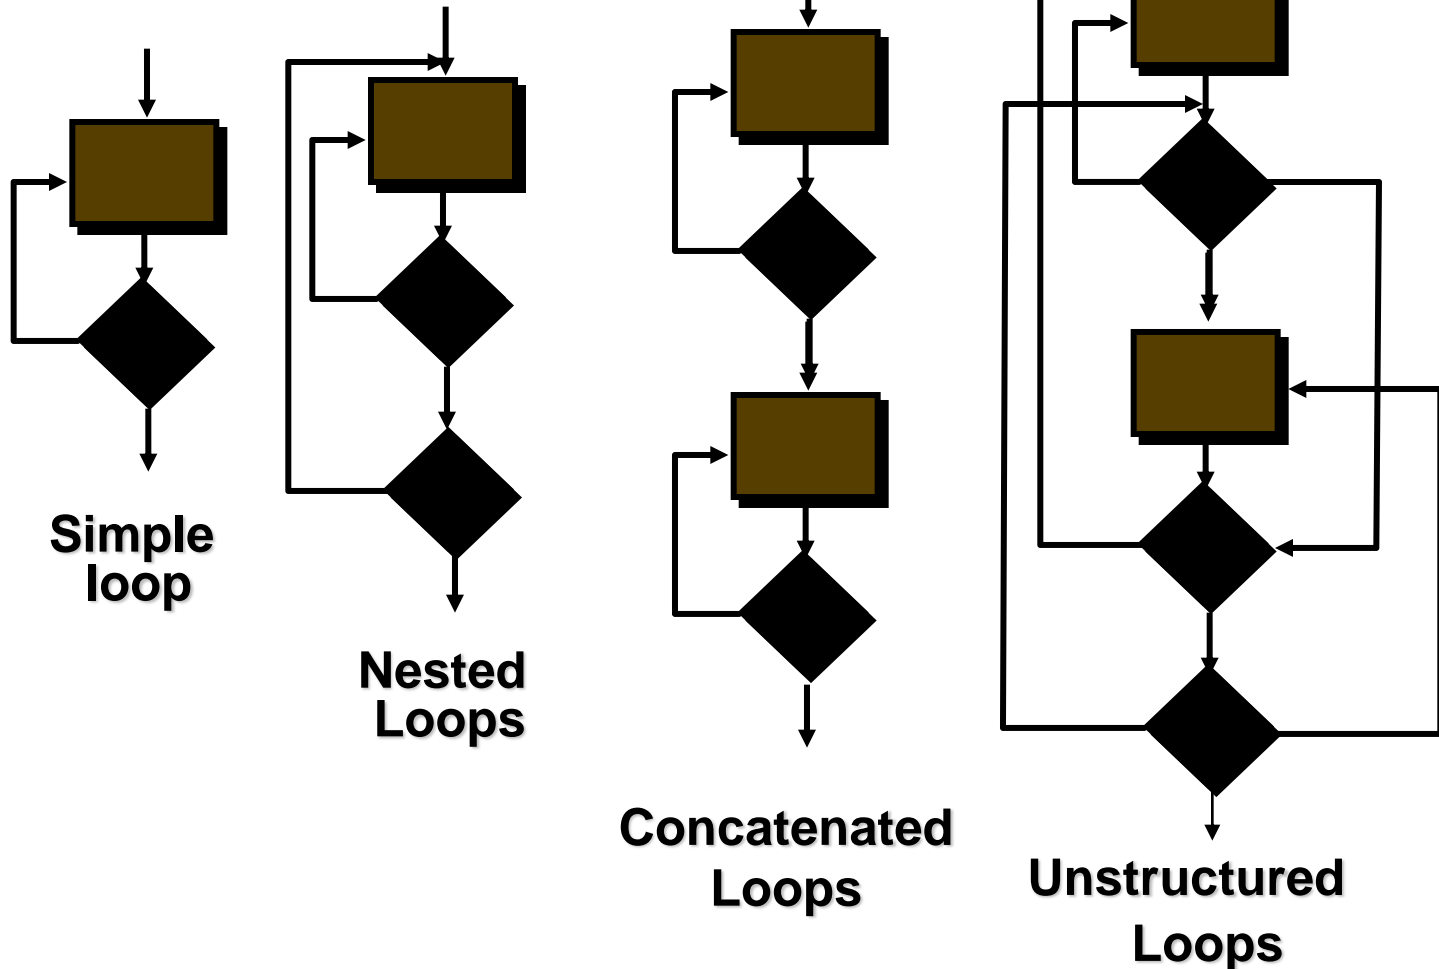 Simple
loop
Nested
Loops
Concatenated
Loops
Unstructured
Loops